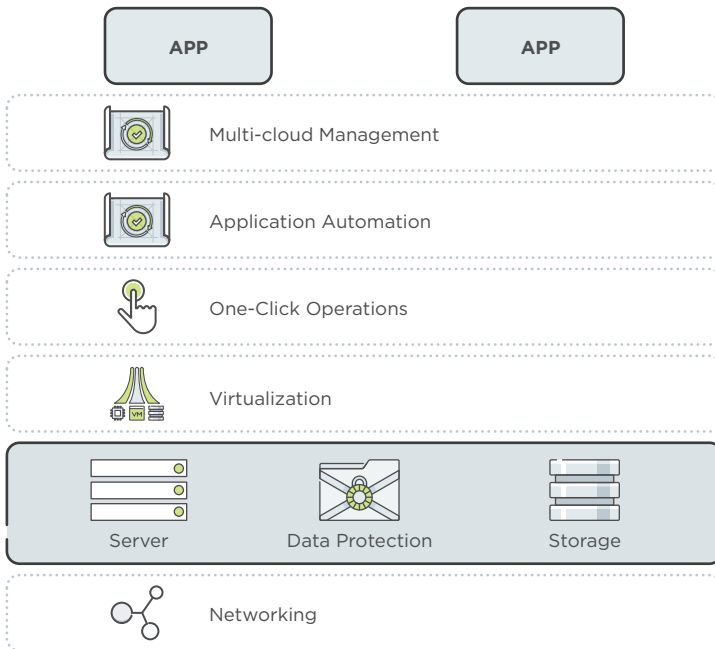 APP APP
Multi-cloud Management
Application Automation
One-Click Operations
Virtualization
VM
Server Data Protection Storage
Networking